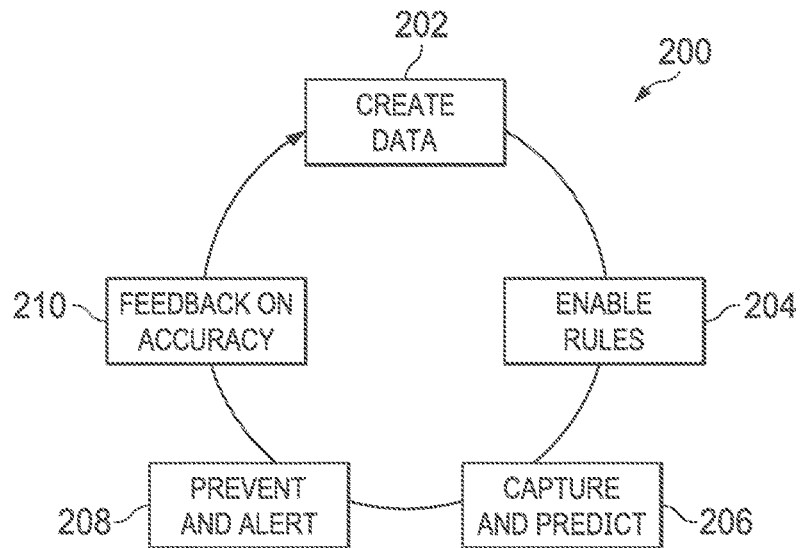 202
200
CREATE
DATA
210
FEEDBACK ON
ACCURACY
ENABLE
RULES
204
208
PREVENT
AND ALERT
CAPTURE
AND PREDICT
206